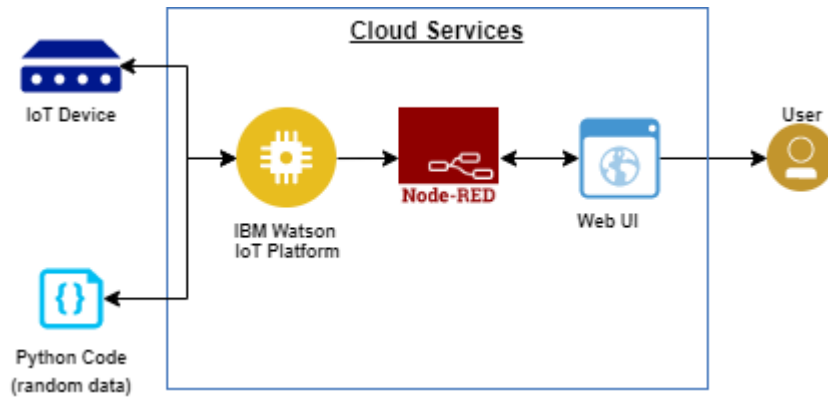 Cloud Services
IoT Device
User
Node-RED
IBM Watson
IoT Platform
Web UI
{}
Python Code
(random data)